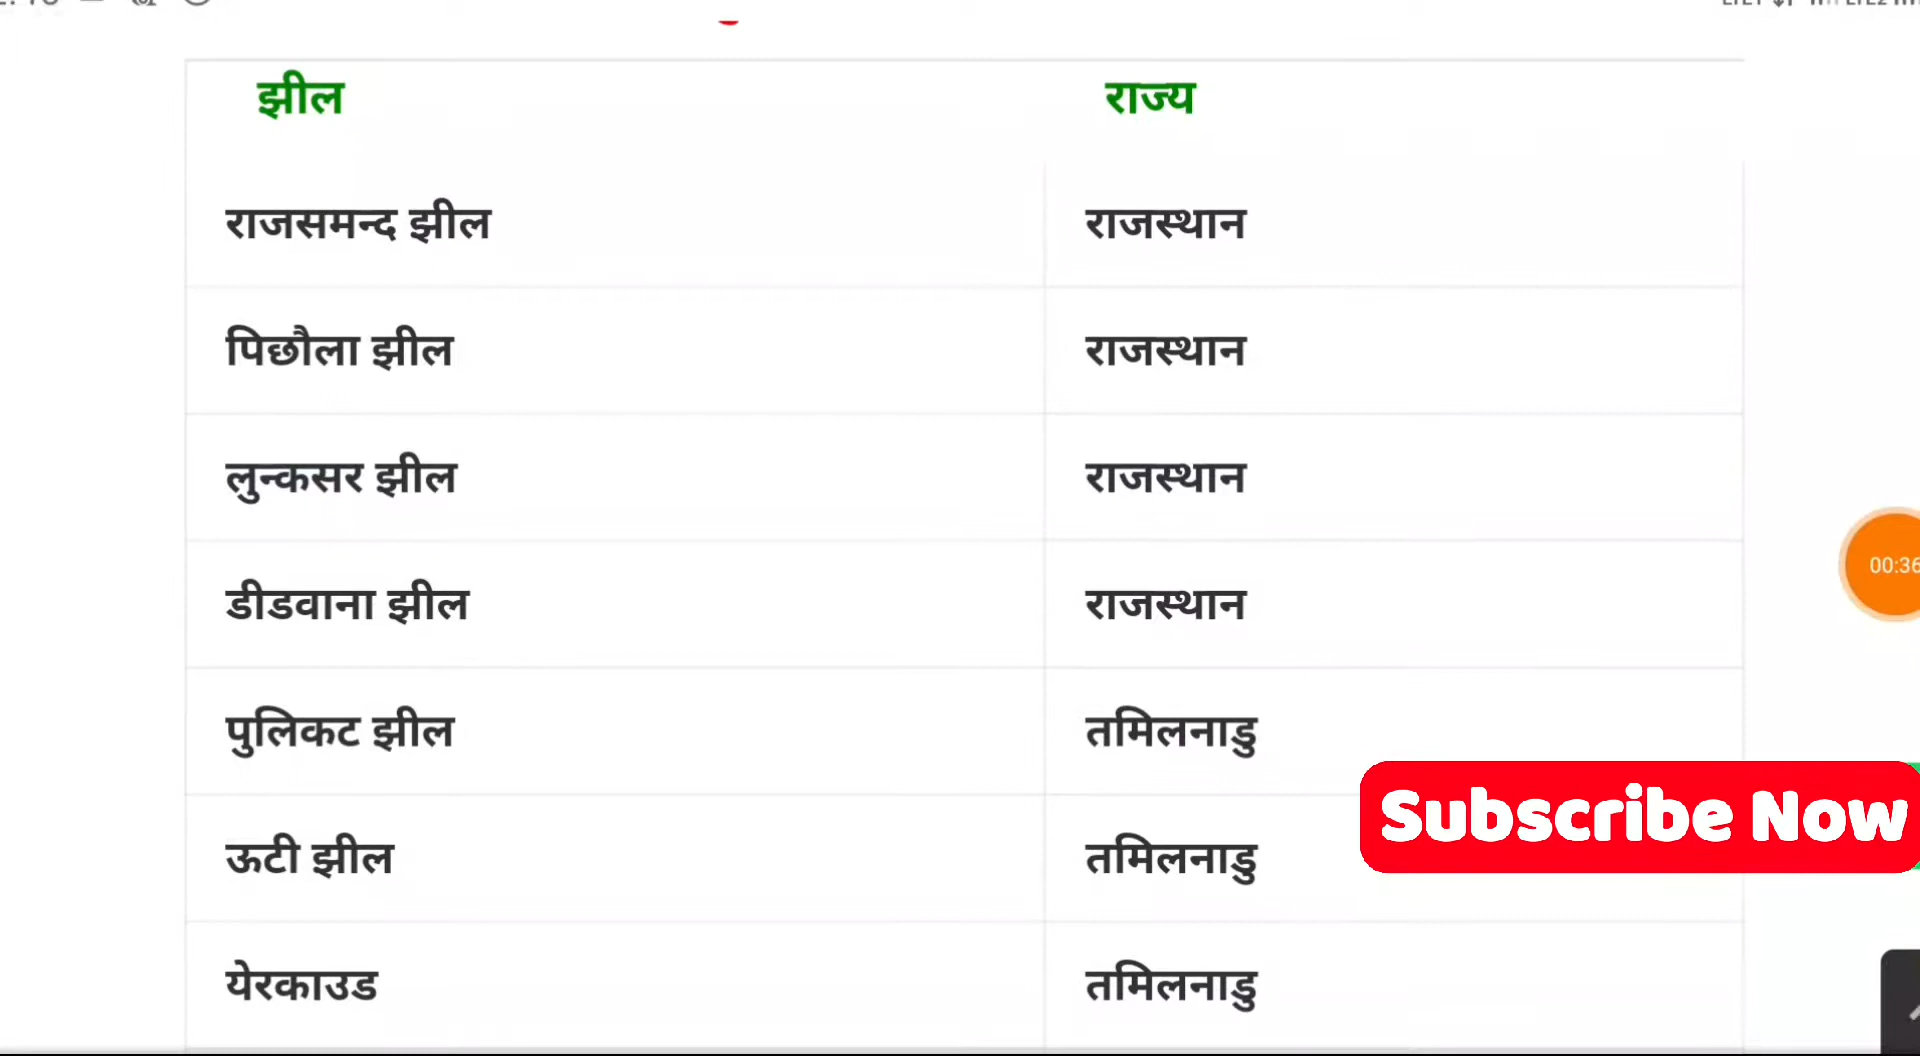 झील राज्य
राजसमन्द झील राजस्थान
पिछौला झील राजस्थान
लुन्कसर झील राजस्थान
डीडवाना झील राजस्थान
00:36
पुलिकट झील तमिलनाडु
Subscribe Now
ऊटी झील तमिलनाडु
येरकाउड तमिलनाडु